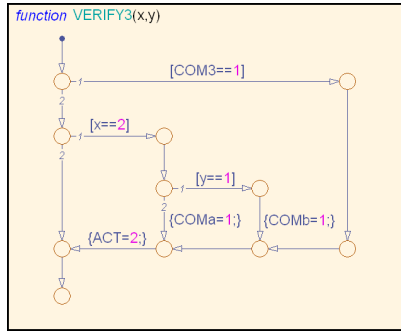 function VERIFY3(x,y)
1 [COM3==1]
2
1 [x==2]
2
1 [y==1]
2
{COMa=1;} {COMb=1;}
{ACT=2;}